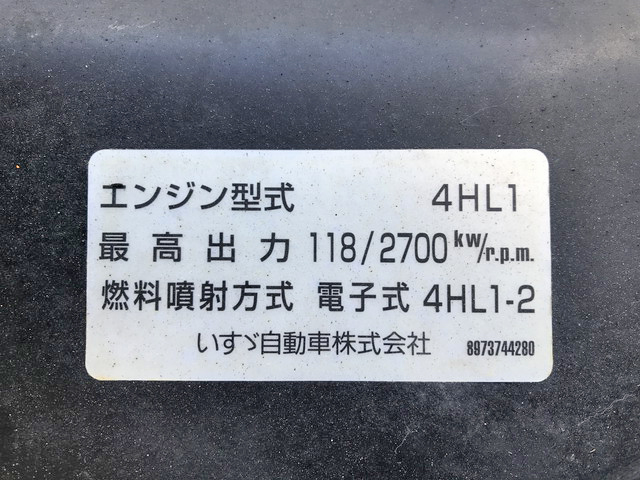 エンジン型式 4HL1
最高出力 118/2700 kw/r.p.m.
燃料噴射方式 電子式 4HL1-2
いすゞ自動車株式会社 8973744280